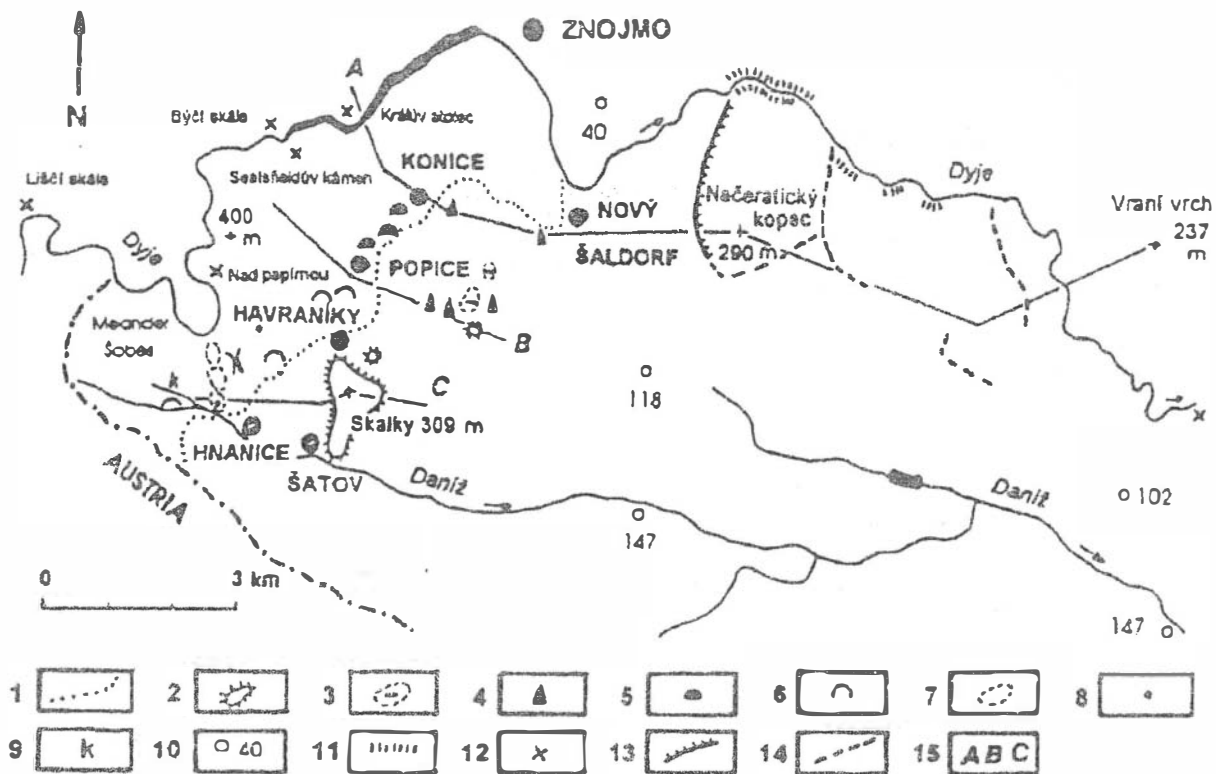 ZNOJMO
A
N
Býčí skála
Králův stolec
40
Liščí skála
KONICE
Sealsfieldův kámen
Načeratický
kopec
Dyje
Vraní vrch
237
m
400
m
NOVÝ
ŠALDORF
290 m
Dyje
Nad papírnou
POPICE
Meander
Šobes
HAVRANÍKY
B
k
C
118
Skalky 309 m
HNANICE
ŠATOV
AUSTRIA
Daníž
Daníž
102
147
0 3 km
147
1 2 3 4 5 6 7 8
9 k 10 40 11 12 13 14 15 A B C